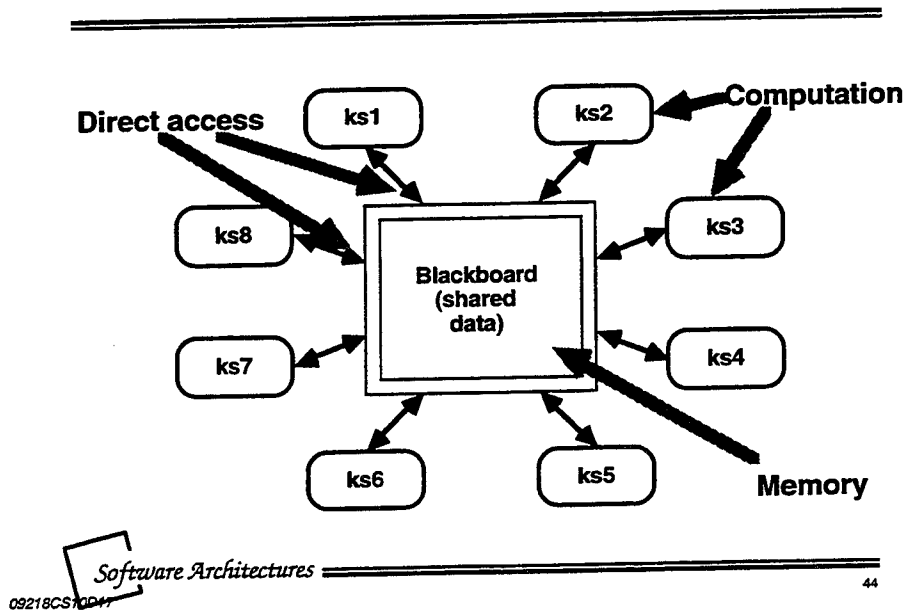 Direct access
ks1
ks2
Computation
ks8
ks3
Blackboard
(shared
data)
ks7
ks4
ks6
ks5
Memory
Software Architectures
44